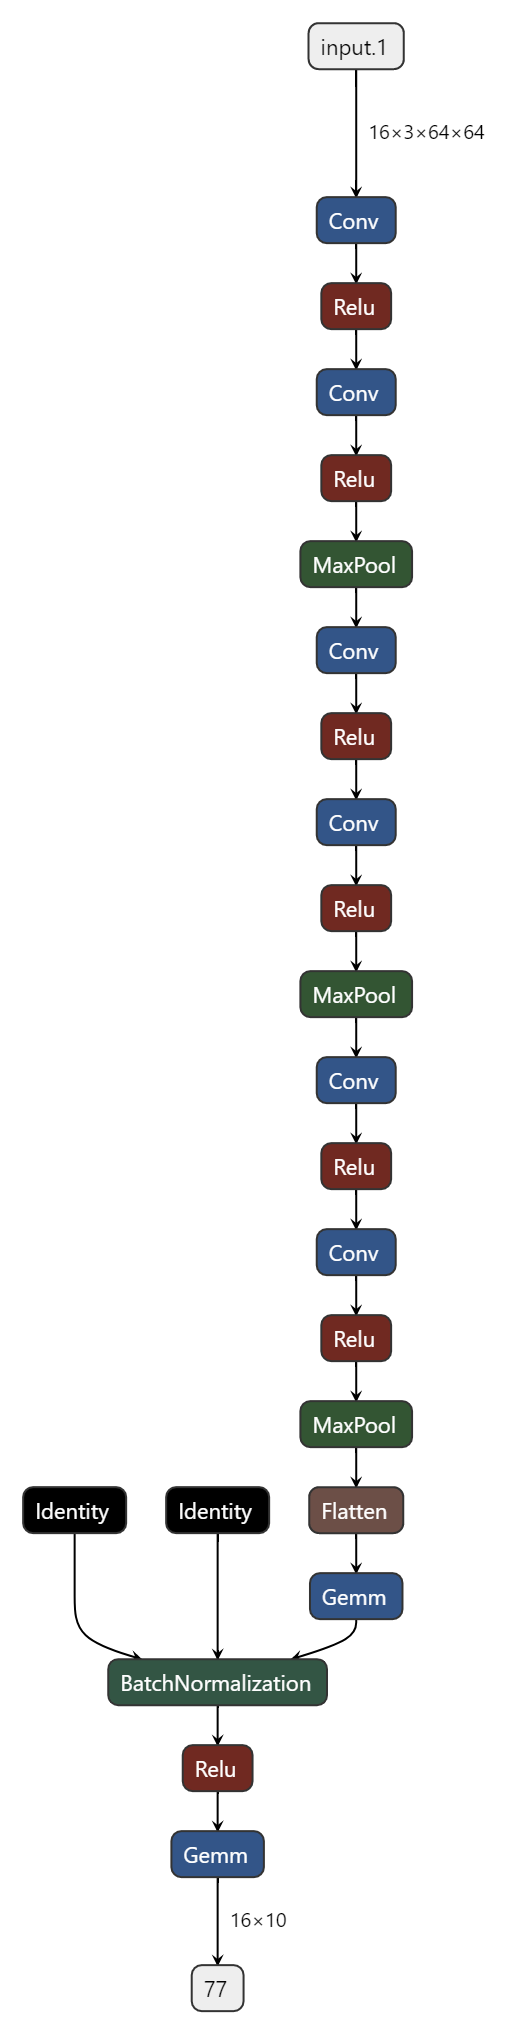 input.1
16×3×64×64
Conv
Relu
Conv
Relu
MaxPool
Conv
Relu
Conv
Relu
MaxPool
Conv
Relu
Conv
Relu
MaxPool
Identity
Identity
Flatten
Gemm
BatchNormalization
Relu
Gemm
16×10
77